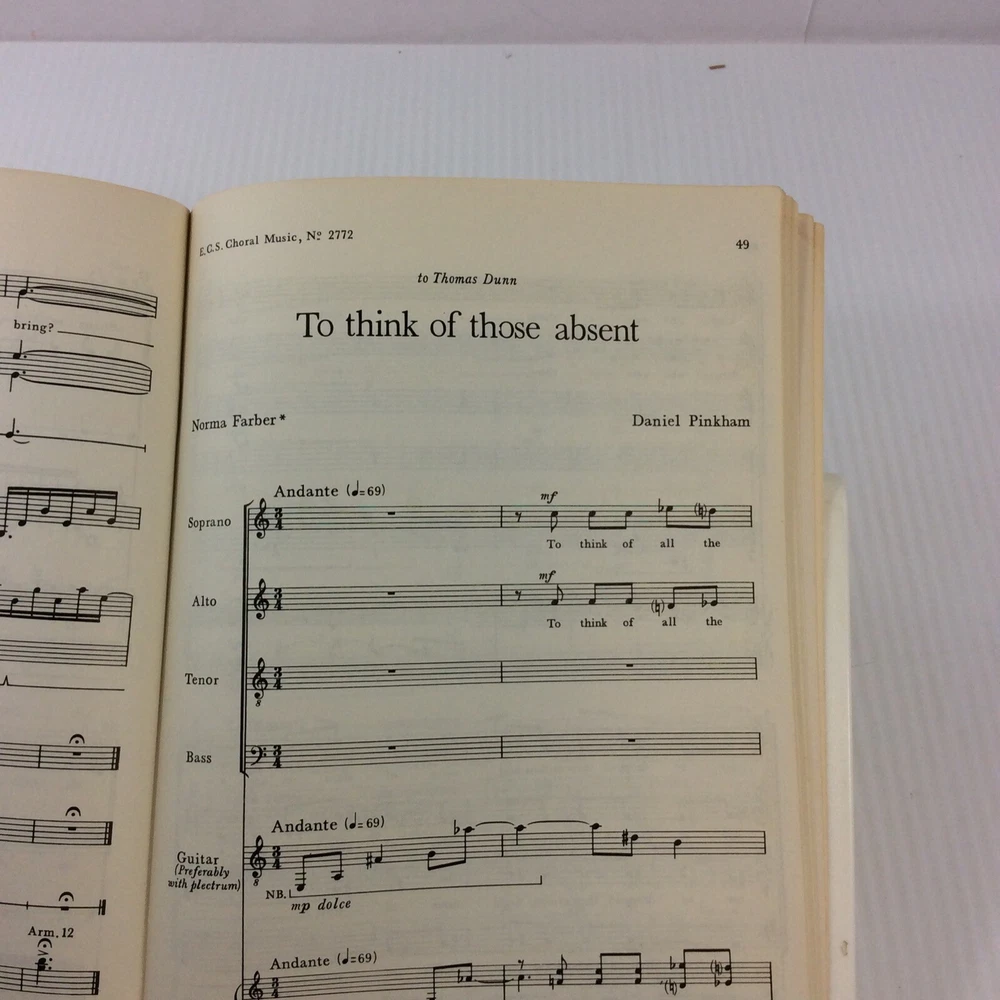 bring?
Arm. 12
E.C.S. Choral Music, Nº 2772
49
to Thomas Dunn
To think of those absent
Norma Farber*
Daniel Pinkham
Andante (♩=69)
mf
Soprano
To think of all the
mf
Alto
To think of all the
Tenor
8
Bass
Andante (♩=69)
Guitar
(Preferably
with plectrum)
8
NB.
mp dolce
Andante (♩=69)